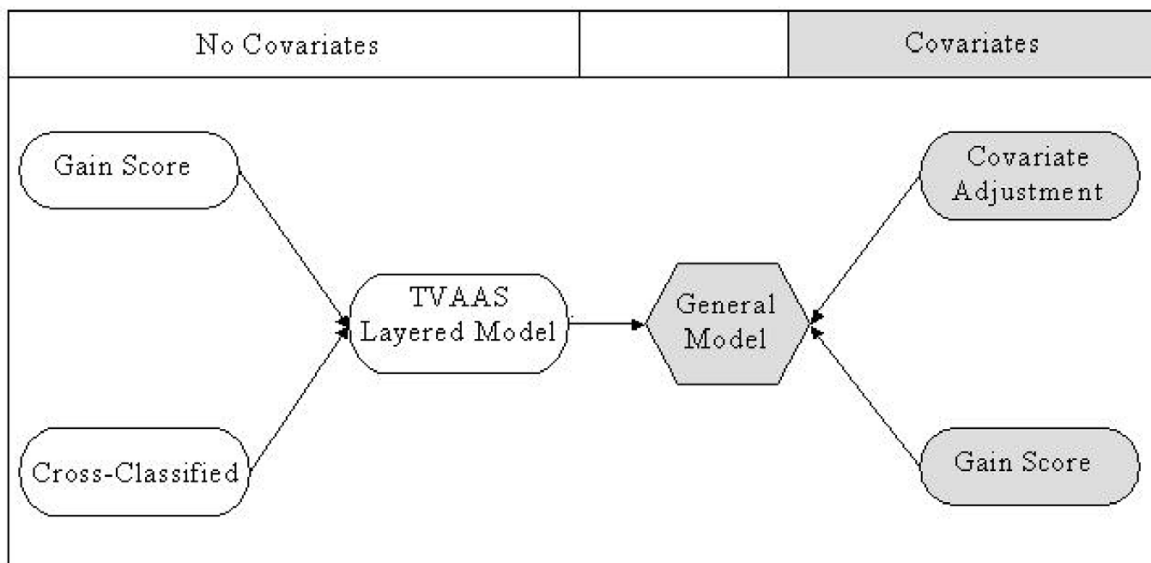 No Covariates
Covariates
Gain Score
Covariate
Adjustment
TVAAS
Layered Model
General
Model
Cross-Classified
Gain Score